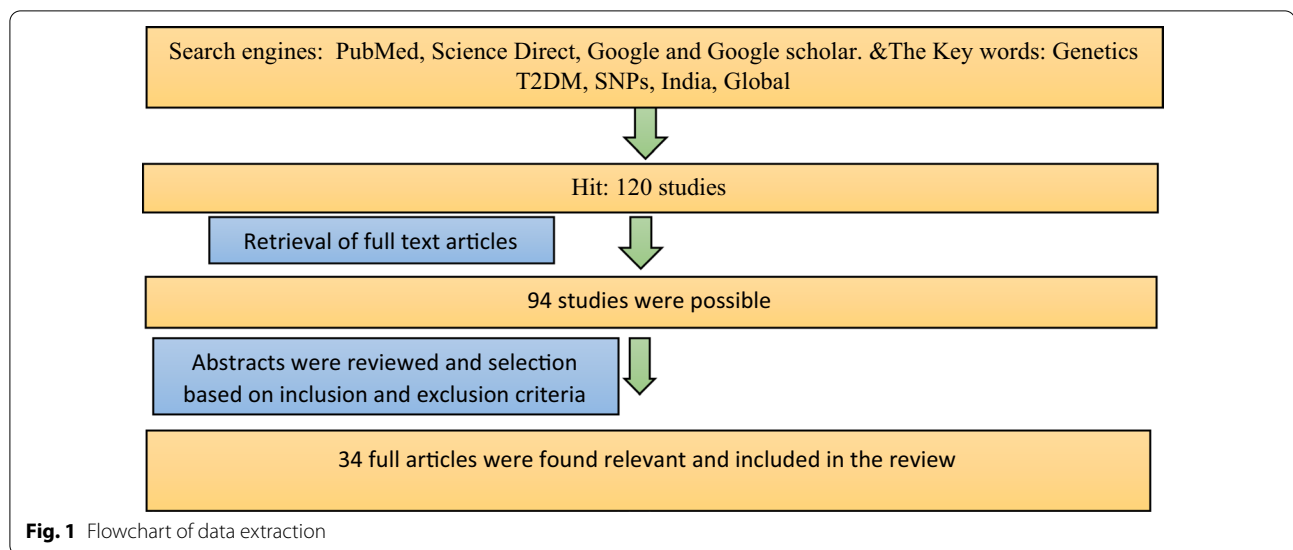 Search engines:  PubMed, Science Direct, Google and Google scholar. &The Key words: Genetics
T2DM, SNPs, India, Global
Hit: 120 studies
Retrieval of full text articles
94 studies were possible
Abstracts were reviewed and selection
based on inclusion and exclusion criteria
34 full articles were found relevant and included in the review
Fig. 1 Flowchart of data extraction